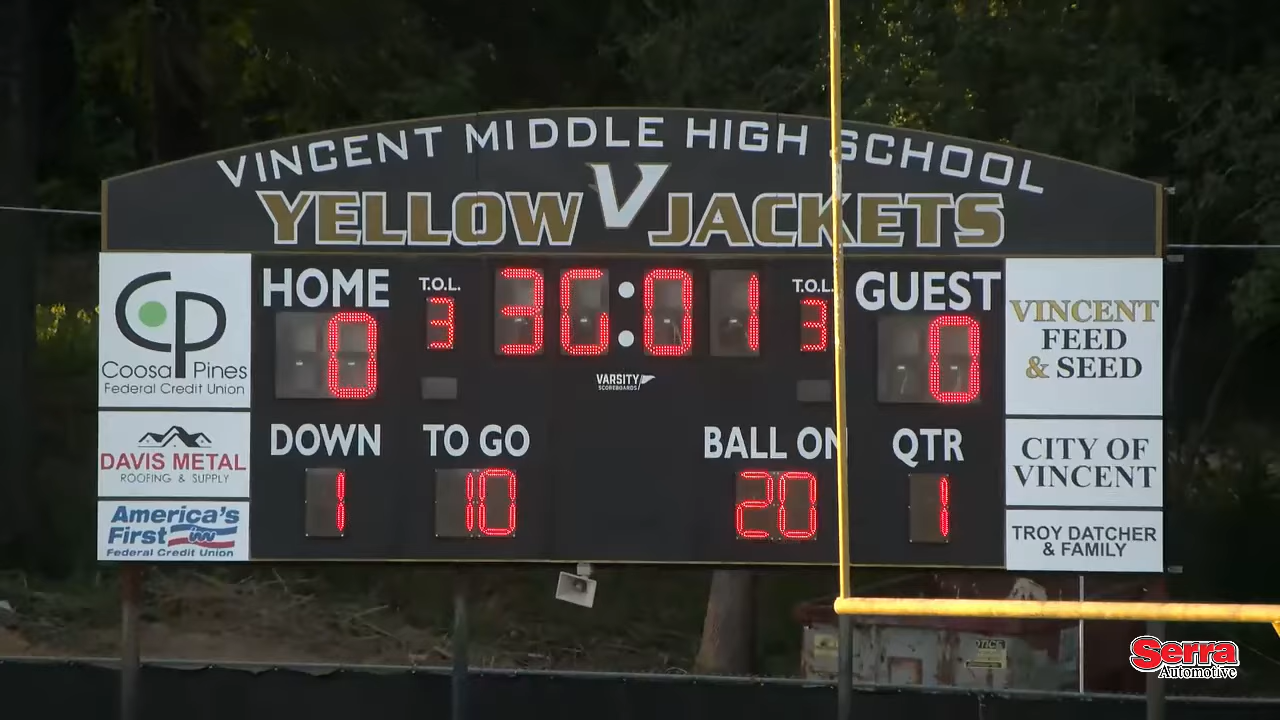 VINCENT MIDDLE HIGH SCHOOL
YELLOW V JACKETS
CP
Coosa Pines
Federal Credit Union
DAVIS METAL
ROOFING & SUPPLY
America's
First
Federal Credit Union
HOME
T.O.L.
30:01
T.O.L.
GUEST
0
3
3
0
VARSITY
SCOREBOARDS
DOWN
TO GO
BALL ON
QTR
1
10
20
1
VINCENT
FEED
& SEED
CITY OF
VINCENT
TROY DATCHER
& FAMILY
Serra
Automotive